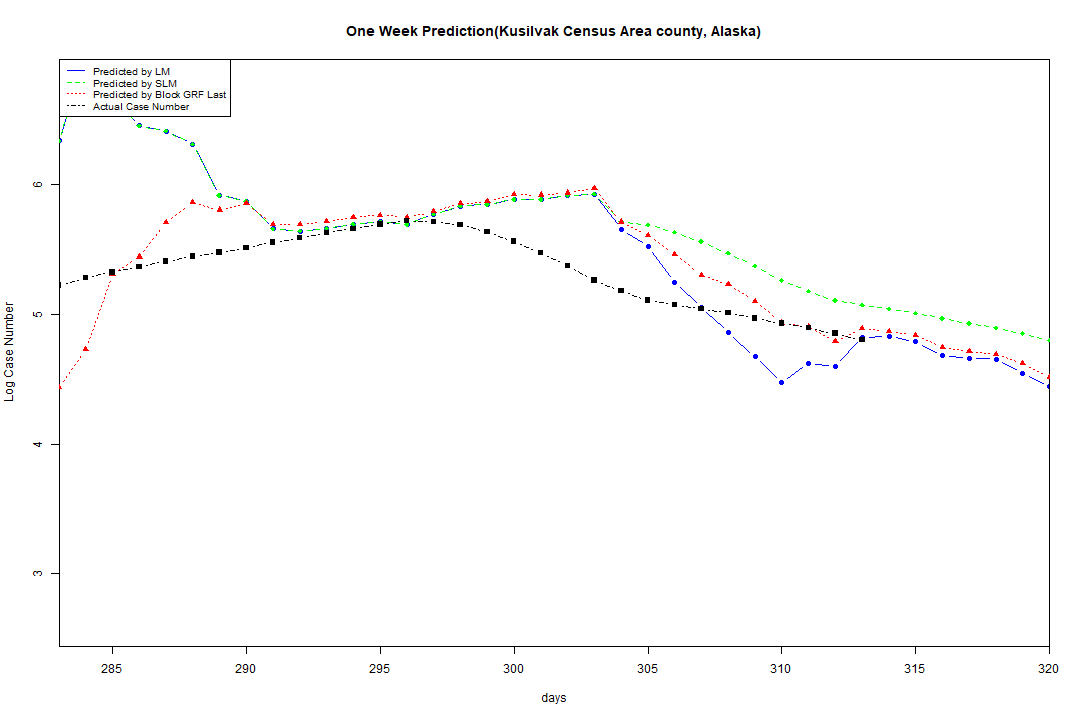 One Week Prediction(Kusilvak Census Area county, Alaska)
Predicted by LM
Predicted by SLM
Predicted by Block GRF Last
Actual Case Number
6
5
4
3
Log Case Number
285 290 295 300 305 310 315 320
days